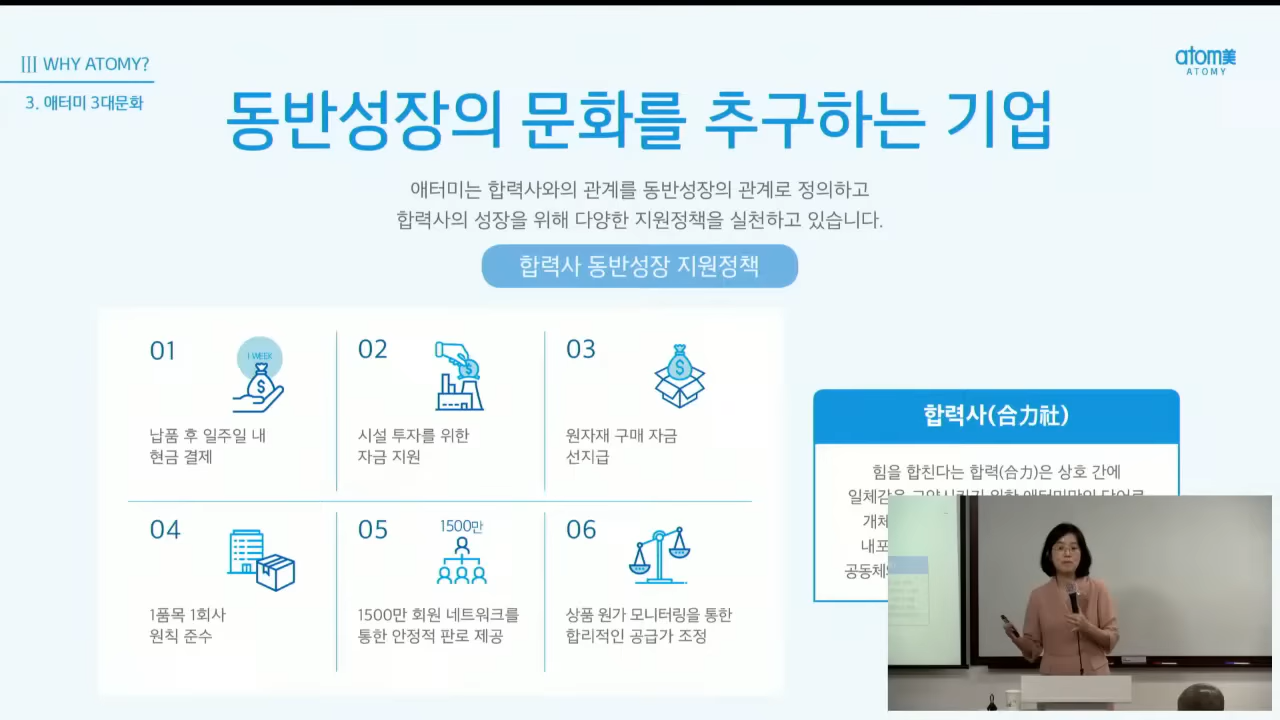 ||| WHY ATOMY?
3. 애터미 3대문화
atom美
ATOMY
동반성장의 문화를 추구하는 기업
애터미는 합력사와의 관계를 동반성장의 관계로 정의하고
합력사의 성장을 위해 다양한 지원정책을 실천하고 있습니다.
합력사 동반성장 지원정책
01
1 WEEK
납품 후 일주일 내
현금 결제
02
시설 투자를 위한
자금 지원
03
원자재 구매 자금
선지급
04
1품목 1회사
원칙 준수
05
1500만
1500만 회원 네트워크를
통한 안정적 판로 제공
06
상품 원가 모니터링을 통한
합리적인 공급가 조정
합력사(合力社)
힘을 합친다는 합력(合力)은 상호 간에
일체감을 고양시키기 위한 애터미만의 단어로
개체
내포
공동체